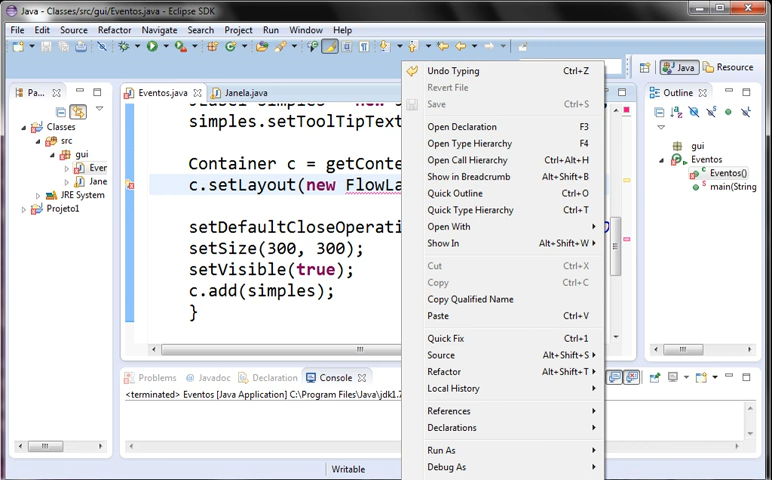 Java - Classes/src/gui/Eventos.java - Eclipse SDK
File Edit Source Refactor Navigate Search Project Run Window Help
Java Resource
Pa...
Classes
src
gui
Ever
Jane
JRE System
Projeto1
Eventos.java Janela.java
simples.setToolTipText
Container c = getConte
c.setLayout(new FlowLa
setDefaultCloseOperati
setSize(300, 300);
setVisible(true);
c.add(simples);
}
Undo Typing Ctrl+Z
Revert File
Save Ctrl+S
Open Declaration F3
Open Type Hierarchy F4
Open Call Hierarchy Ctrl+Alt+H
Show in Breadcrumb Alt+Shift+B
Quick Outline Ctrl+O
Quick Type Hierarchy Ctrl+T
Open With
Show In Alt+Shift+W
Cut Ctrl+X
Copy Ctrl+C
Copy Qualified Name
Paste Ctrl+V
Quick Fix Ctrl+1
Source Alt+Shift+S
Refactor Alt+Shift+T
Local History
References
Declarations
Run As
Debug As
Outline
gui
Eventos
Eventos()
main(String
Problems Javadoc Declaration Console
<terminated> Eventos [Java Application] C:\Program Files\Java\jdk1.7
Writable